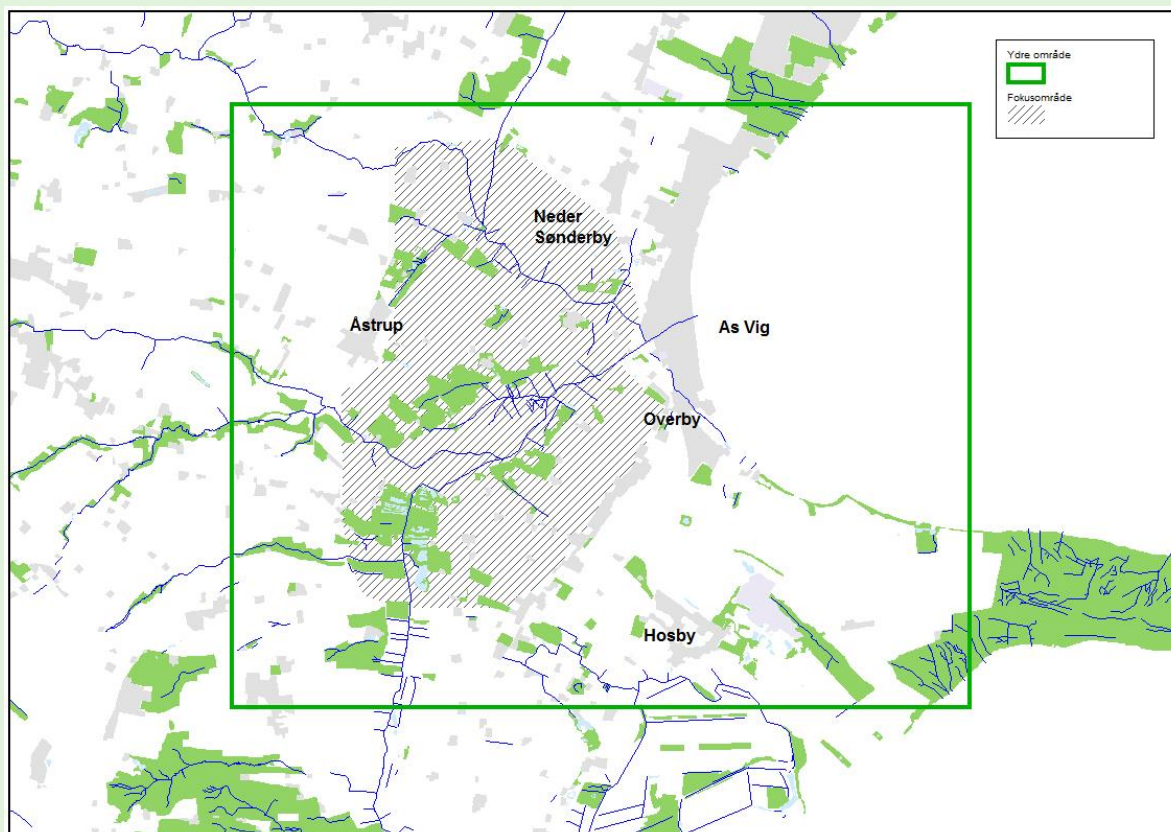 Ydre område
Fokusområde
Neder
Sønderby
Åstrup
As Vig
Overby
Hosby